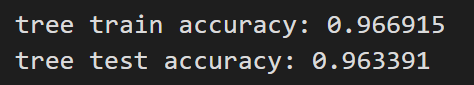 tree train accuracy: 0.966915
tree test accuracy: 0.963391